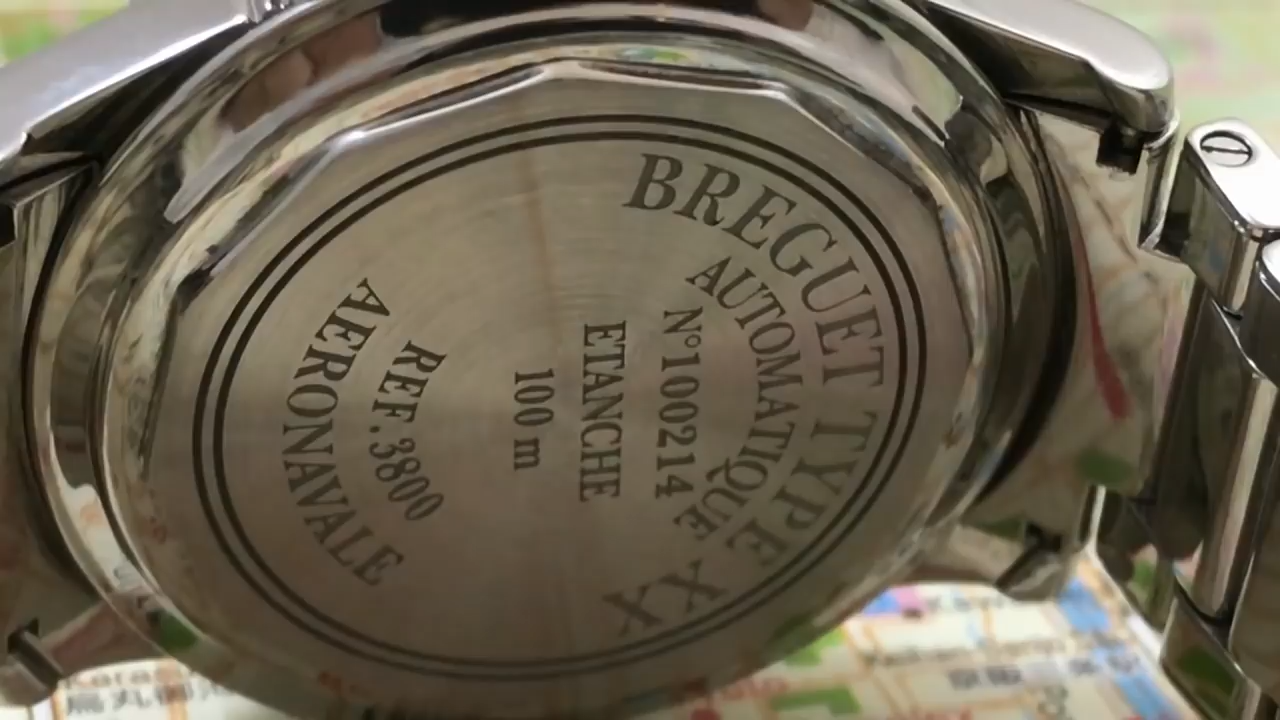 BREGUET TYPE XX
AUTOMATIQUE
N°100214
ETANCHE
100 m
REF.3800
AERONAVALE